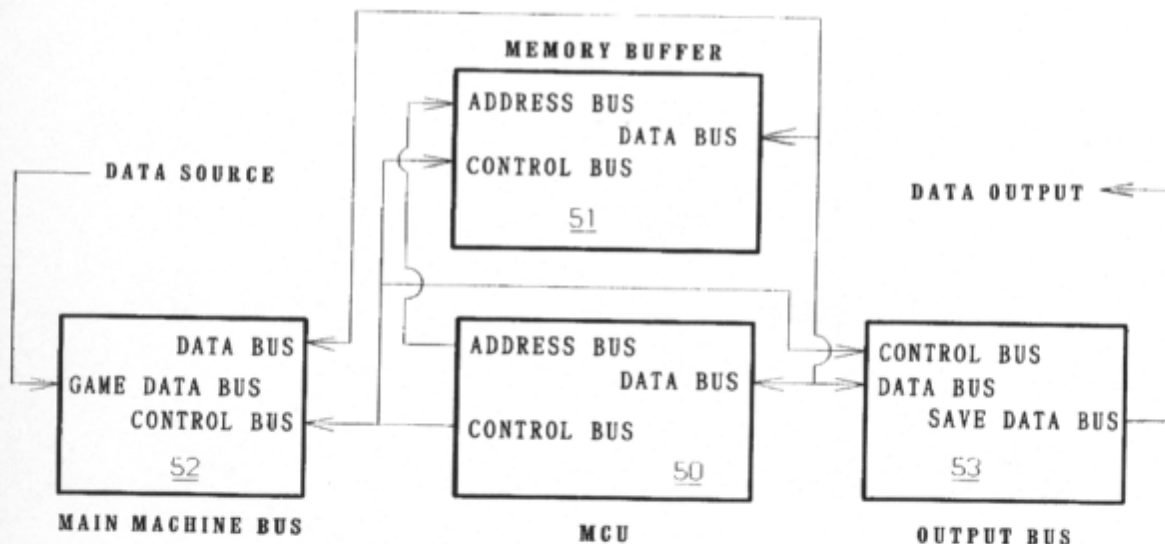 MEMORY BUFFER
ADDRESS BUS
DATA BUS
CONTROL BUS
51
DATA SOURCE
DATA OUTPUT
DATA BUS
GAME DATA BUS
CONTROL BUS
52
MAIN MACHINE BUS
ADDRESS BUS
DATA BUS
CONTROL BUS
50
MCU
CONTROL BUS
DATA BUS
SAVE DATA BUS
53
OUTPUT BUS